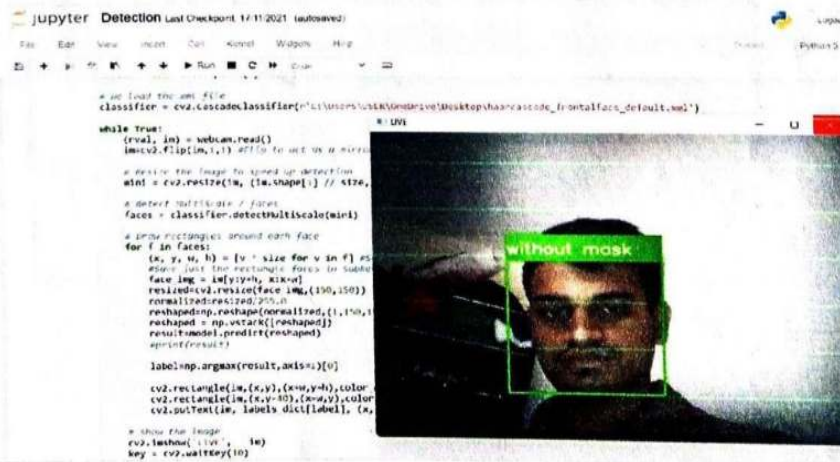 jupyter Detection Last Checkpoint: 17/11/2021 (autosaved)
File Edit View Insert Cell Kernel Widgets Help
Run Code
# We load the xml file
classifier = cv2.CascadeClassifier(r'C:\Users\
\OneDrive\Desktop\haarcascade_frontalface_default.xml')
LIVE
while True:
(rval, im) = webcam.read()
im=cv2.flip(im,1,1) #Flip to act as a mirror
# Resize the image to speed up detection
mini = cv2.resize(im, (im.shape[1] // size,
# detect MultiScale / faces
faces = classifier.detectMultiScale(mini)
# Draw rectangles around each face
for f in faces:
(x, y, w, h) = [v * size for v in f]
#Save just the rectangle faces in
face_img = im[y:y+h, x:x+w]
resized=cv2.resize(face_img,(150,150))
normalized=resized/255.0
reshaped=np.reshape(normalized,(1,150,1
reshaped = np.vstack([reshaped])
result=model.predict(reshaped)
#print(result)
label=np.argmax(result,axis=1)[0]
cv2.rectangle(im,(x,y),(x+w,y+h),color
cv2.rectangle(im,(x,y-40),(x+w,y),color
cv2.putText(im, labels_dict[label], (x,
# Show the image
cv2.imshow('LIVE', im)
key = cv2.waitKey(10)
without mask